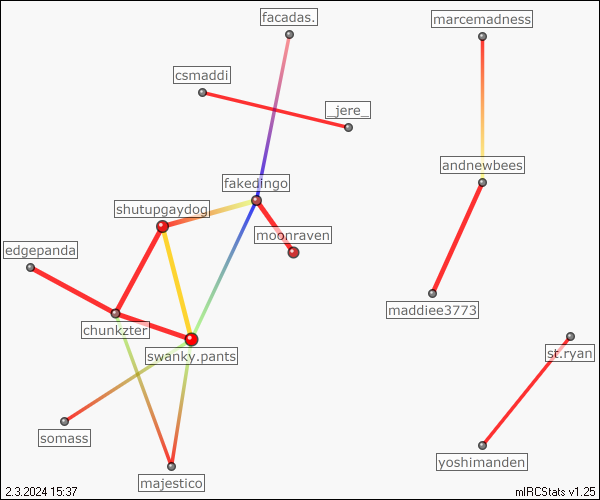 facadas.
marcemadness
csmaddi
_jere_
andnewbees
fakedingo
shutupgaydog
moonraven
edgepanda
maddiee3773
chunkzter
swanky.pants
st.ryan
somass
yoshimanden
majestico
2.3.2024 15:37
mIRCStats v1.25